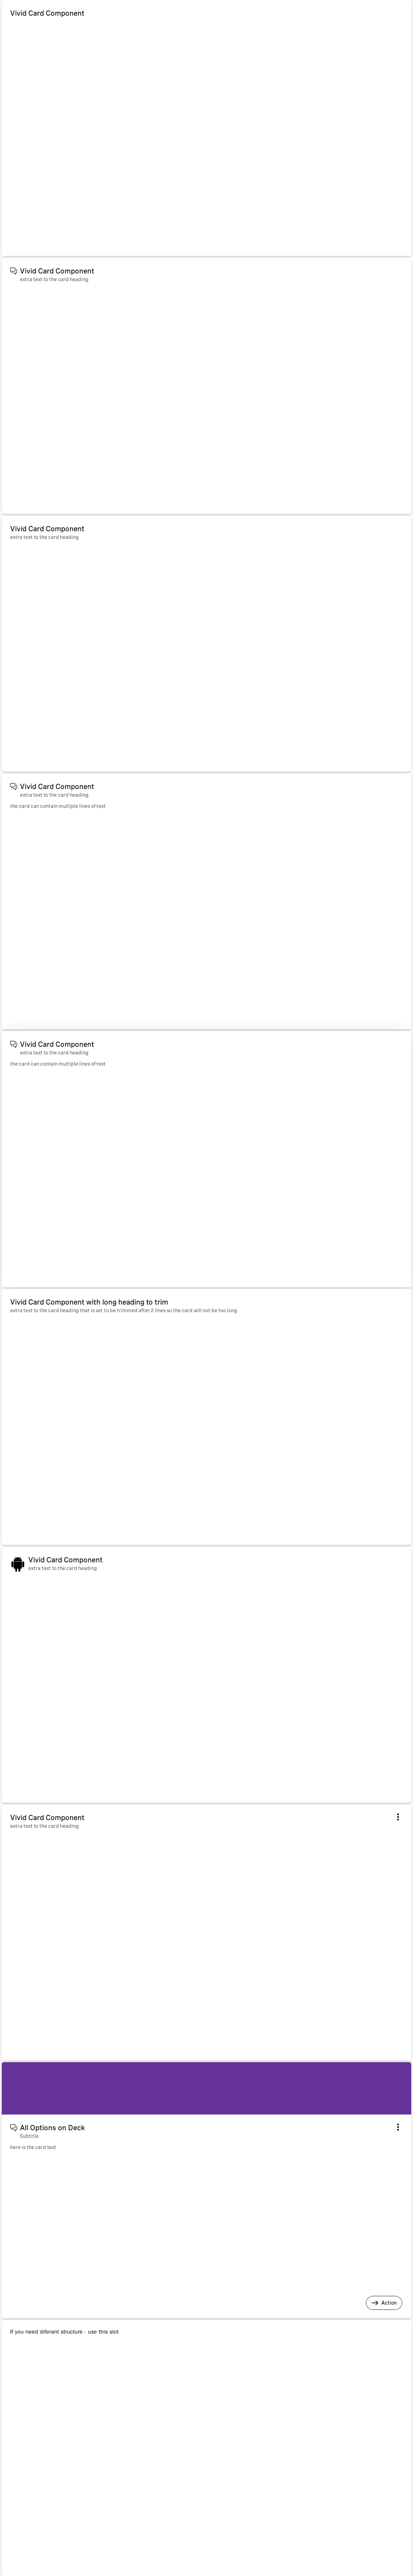 Vivid Card Component
Vivid Card Component
extra text to the card heading
Vivid Card Component
extra text to the card heading
Vivid Card Component
extra text to the card heading
the card can contain multiple lines of text
Vivid Card Component
extra text to the card heading
the card can contain multiple lines of text
Vivid Card Component with long heading to trim
extra text to the card heading that is set to be trimmed after 2 lines so the card will not be too long
Vivid Card Component
extra text to the card heading
Vivid Card Component
extra text to the card heading
All Options on Deck
Subtitle
here is the card text
Action
If you need diferant structure - use this slot